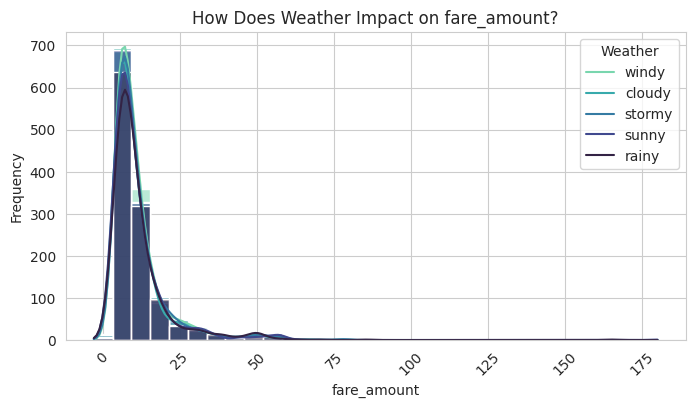 How Does Weather Impact on fare_amount?
Weather
windy
cloudy
stormy
sunny
rainy
Frequency
700
600
500
400
300
200
100
0
0
25
50
75
100
125
150
175
fare_amount